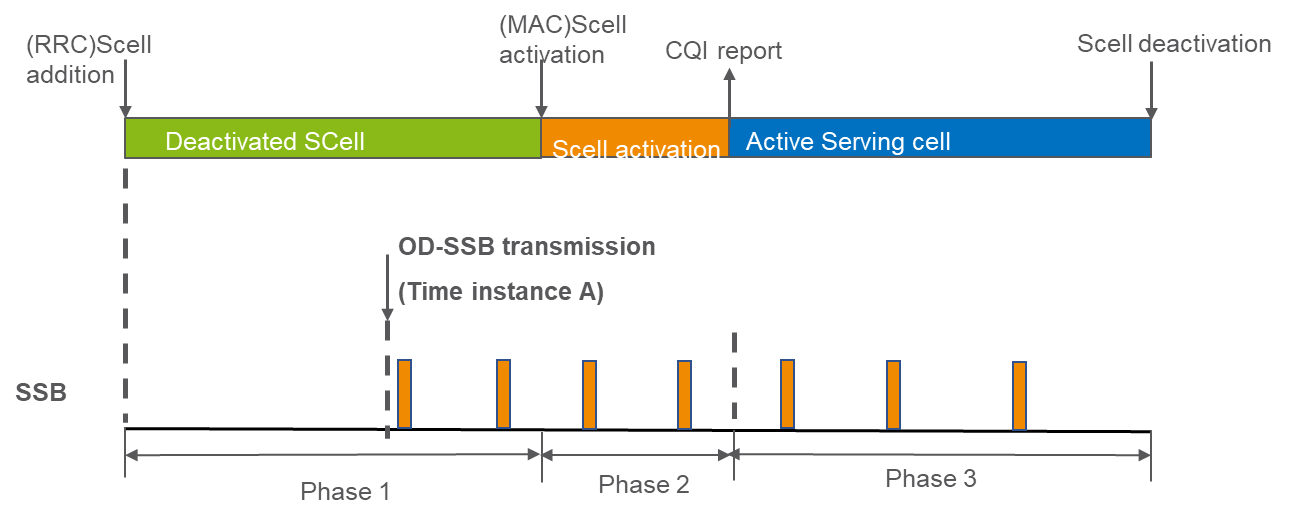 (RRC)Scell
addition
(MAC)Scell
activation
CQI report
Scell deactivation
Deactivated SCell
Scell activation
Active Serving cell
OD-SSB transmission
(Time instance A)
SSB
Phase 1
Phase 2
Phase 3